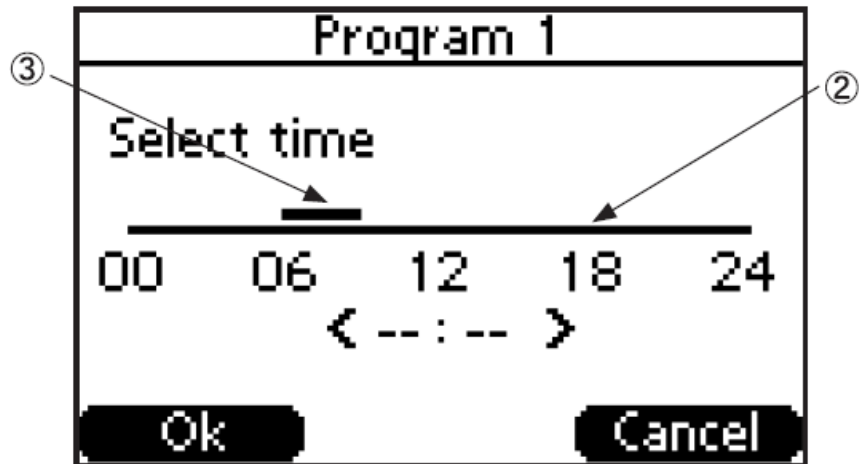 Program 1
③
②
Select time
00 06 12 18 24
< --:-- >
Ok Cancel